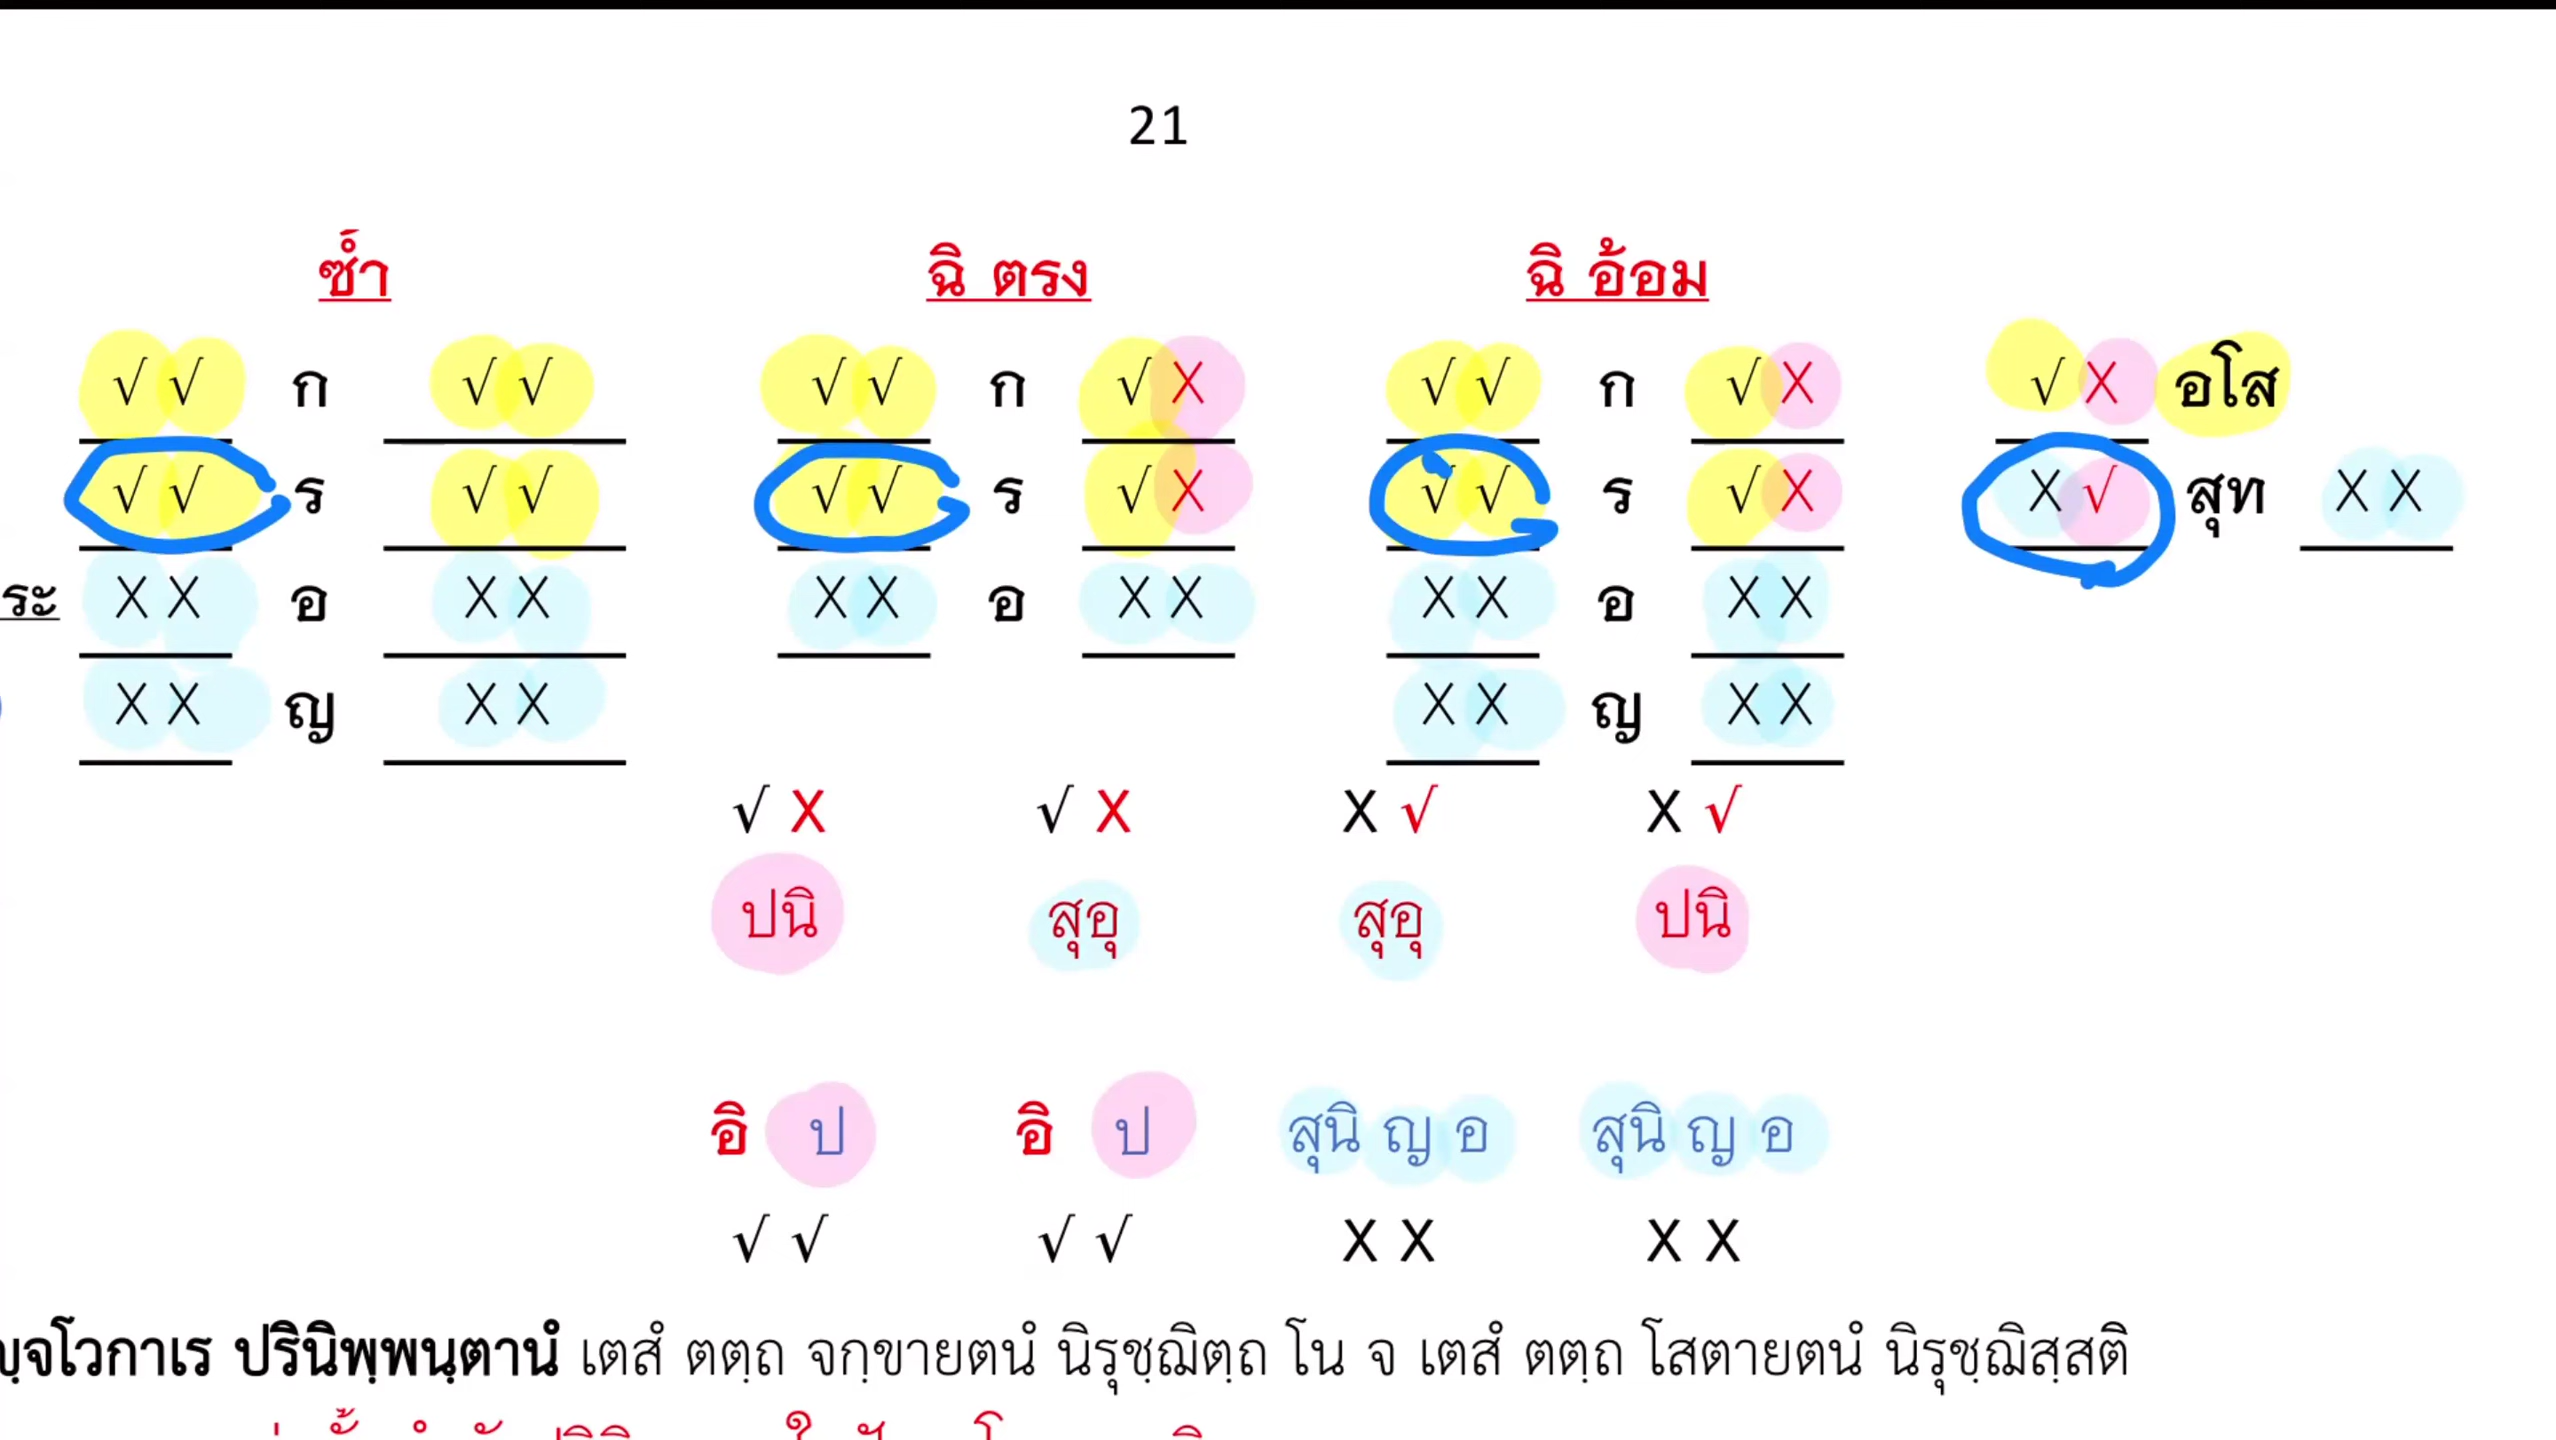 21
ซ้ำ ฉิ ตรง ฉิ อ้อม
√ √ ก √ √ √ √ ก √ X √ √ ก √ X √ X อโส
√ √ ร √ √ √ √ ร √ X √ √ ร √ X X √ สุท X X
ระ X X อ X X X X อ X X X X อ X X
X X ญ X X X X ญ X X
√ X √ X X √ X √
ปนิ สุอุ สุอุ ปนิ
อิ ป อิ ป สุนิ ญ อ สุนิ ญ อ
√ √ √ √ X X X X
ญฺจโวกาเร ปรินิพฺพนฺตานํ เตสํ ตตฺถ จกฺขายตนํ นิรุชฺฌิตฺถ โน จ เตสํ ตตฺถ โสตายตนํ นิรุชฺฌิสฺสติ